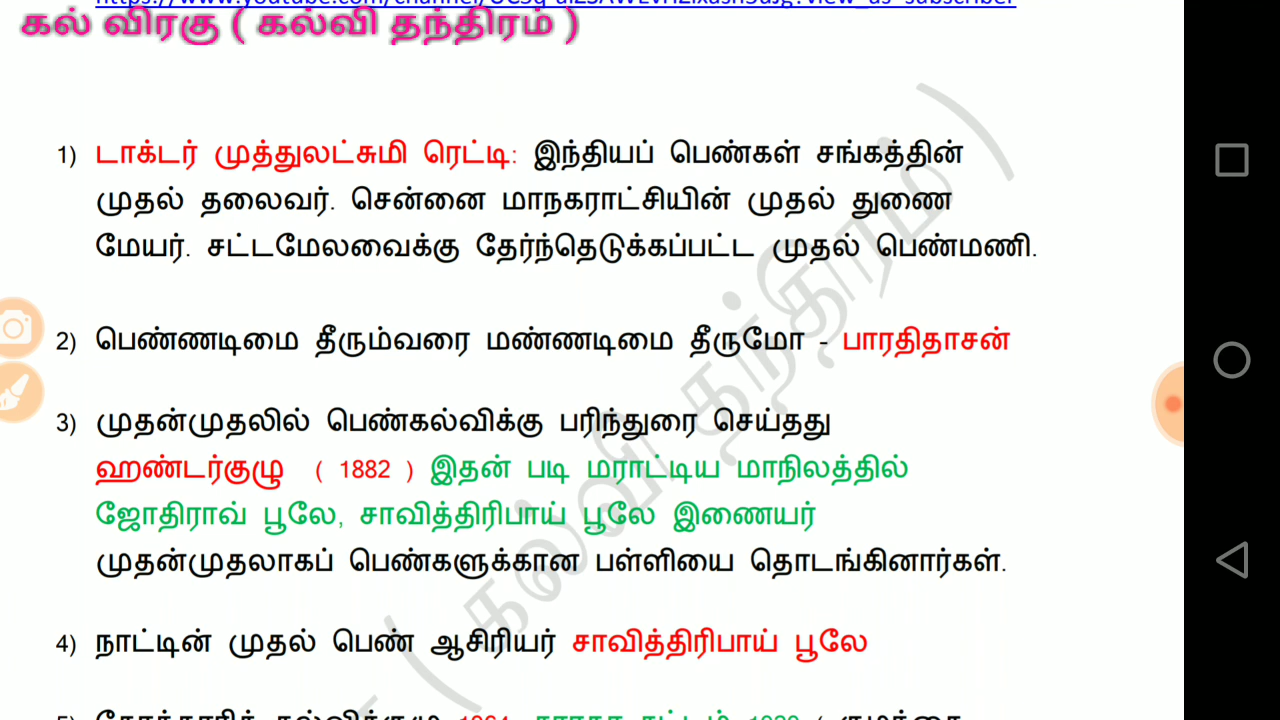 கல் விரகு ( கல்வி தந்திரம் )
1) டாக்டர் முத்துலட்சுமி ரெட்டி: இந்தியப் பெண்கள் சங்கத்தின்
முதல் தலைவர். சென்னை மாநகராட்சியின் முதல் துணை
மேயர். சட்டமேலவைக்கு தேர்ந்தெடுக்கப்பட்ட முதல் பெண்மணி.
2) பெண்ணடிமை தீரும்வரை மண்ணடிமை தீருமோ - பாரதிதாசன்
3) முதன்முதலில் பெண்கல்விக்கு பரிந்துரை செய்தது
ஹண்டர்குழு ( 1882 ) இதன் படி மராட்டிய மாநிலத்தில்
ஜோதிராவ் பூலே, சாவித்திரிபாய் பூலே இணையர்
முதன்முதலாகப் பெண்களுக்கான பள்ளியை தொடங்கினார்கள்.
4) நாட்டின் முதல் பெண் ஆசிரியர் சாவித்திரிபாய் பூலே
( கல்வி தந்திரம் )